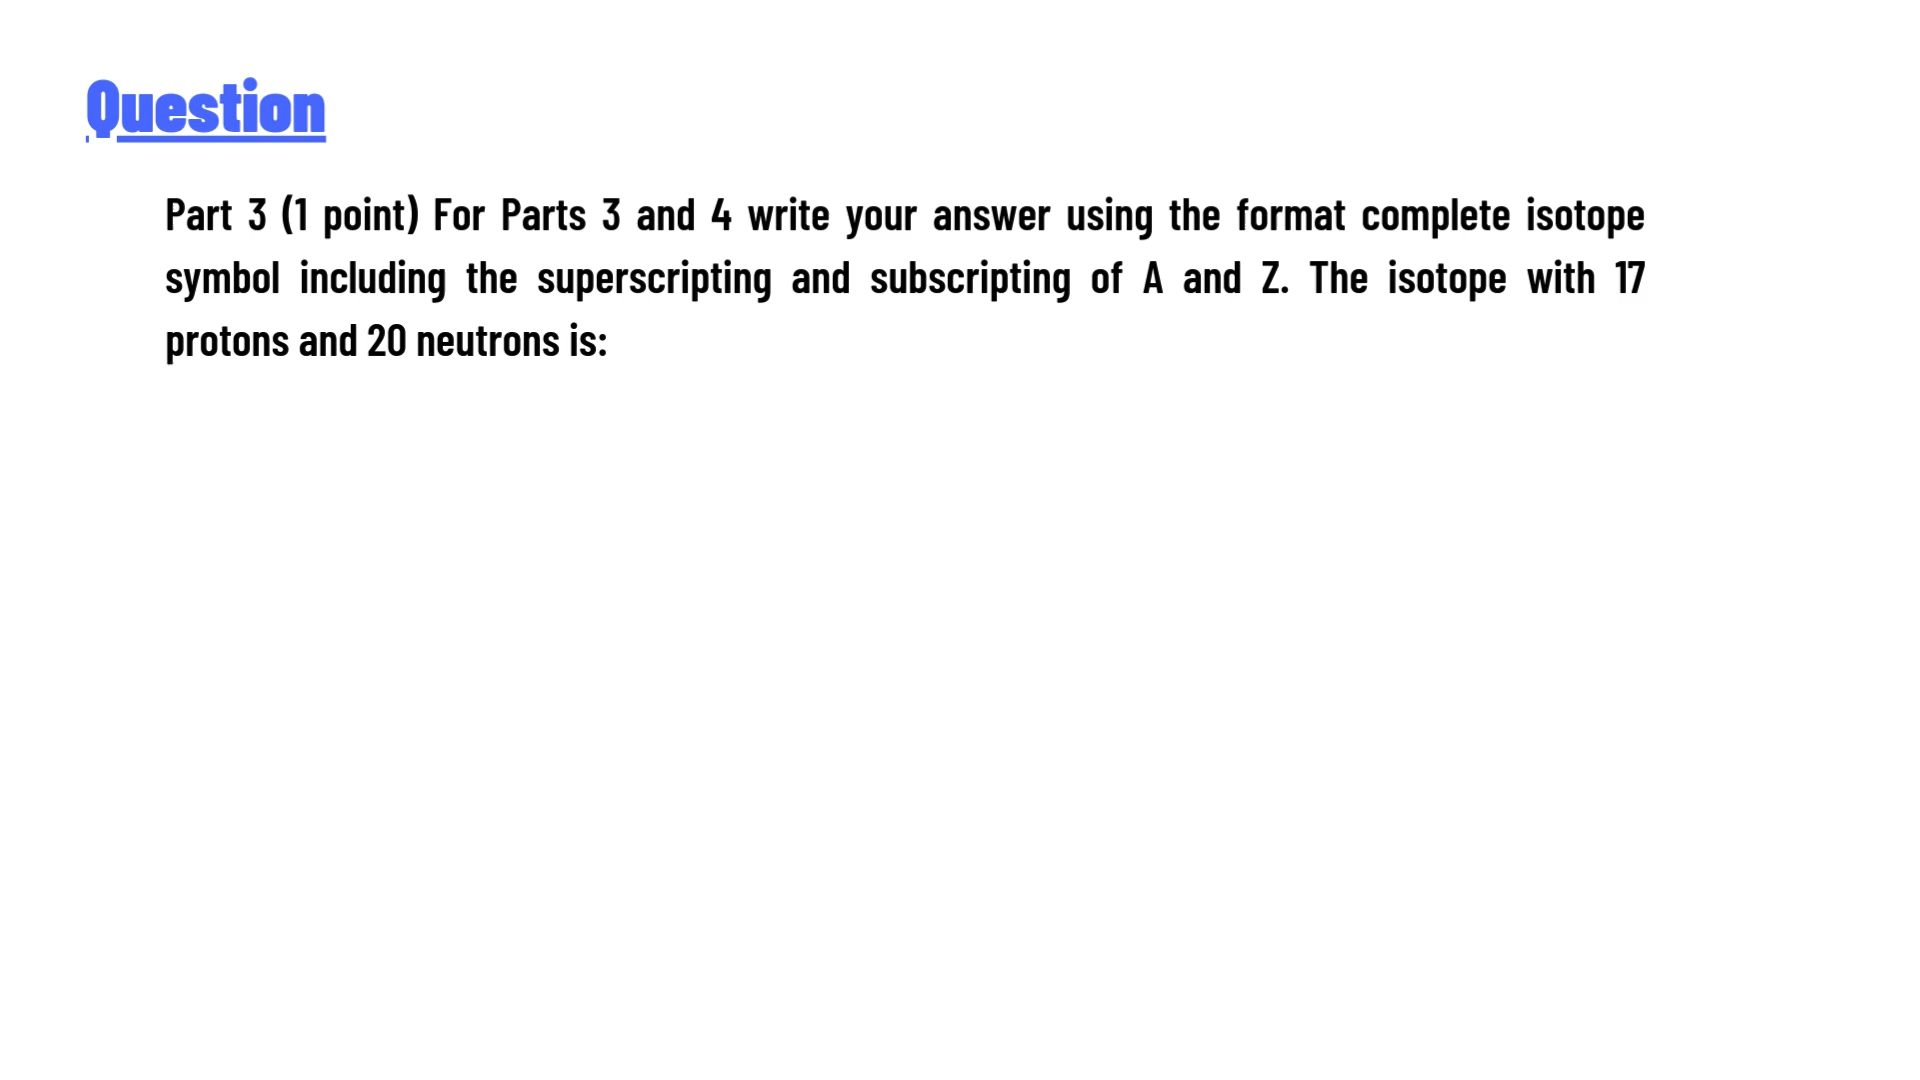 Question
Part 3 (1 point) For Parts 3 and 4 write your answer using the format complete isotope
symbol including the superscripting and subscripting of A and Z. The isotope with 17
protons and 20 neutrons is: